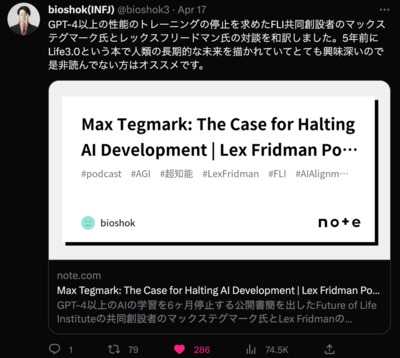 bioshok(INFJ) @bioshok3 · Apr 17
GPT-4以上の性能のトレーニングの停止を求めたFLI共同創設者のマックス
テグマーク氏とレックスフリードマン氏の対談を和訳しました。5年前に
Life3.0という本で人類の長期的な未来を描かれていてとても興味深いので
是非読んでない方はオススメです。
Max Tegmark: The Case for Halting
AI Development | Lex Fridman Po…
#podcast #AGI #超知能 #LexFridman #FLI #AIAlignm…
bioshok
note
note.com
Max Tegmark: The Case for Halting AI Development | Lex Fridman Po...
GPT-4以上のAIの学習を6ヶ月停止する公開書簡を出したFuture of Life
Instituteの共同創設者のマックステグマーク氏とLex Fridmanの...
1 79 286 74.5K